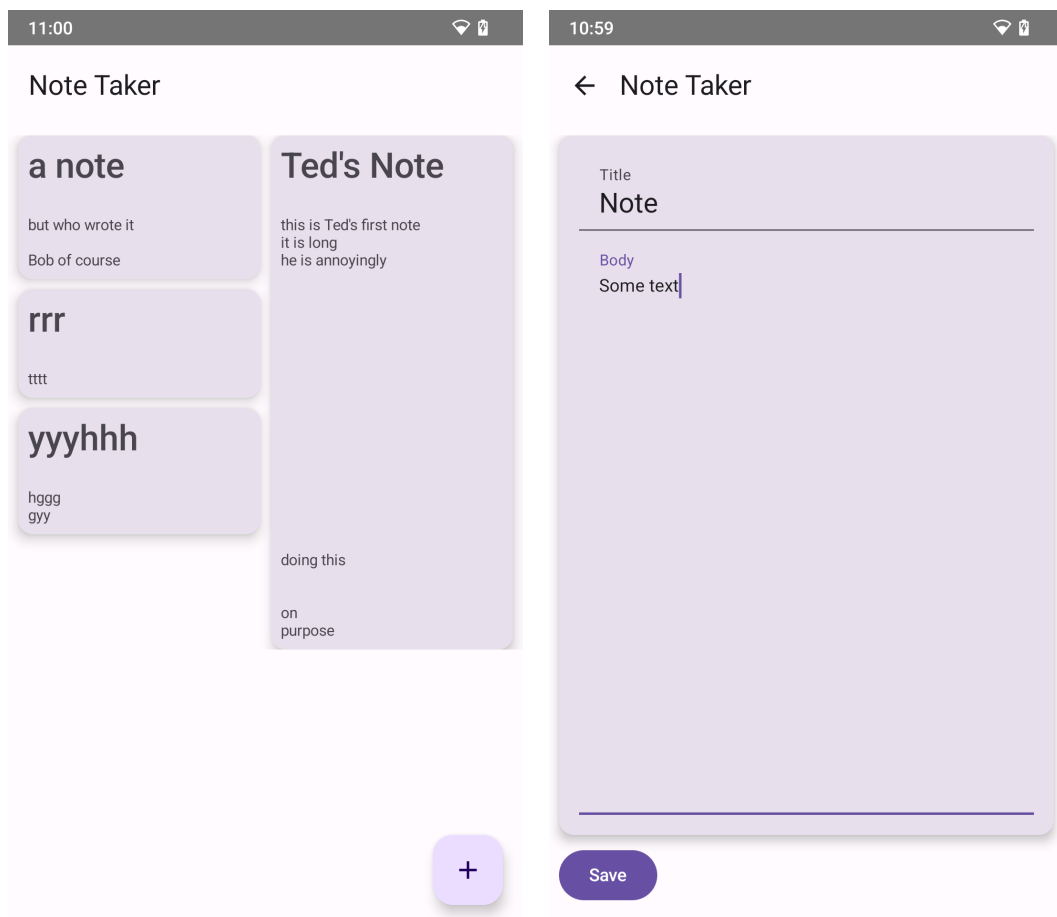 11:00
Note Taker
a note
but who wrote it
Bob of course
rrr
tttt
yyyhhh
hggg
gyy
Ted's Note
this is Ted's first note
it is long
he is annoyingly
doing this
on
purpose
+
10:59
Note Taker
Title
Note
Body
Some text
Save